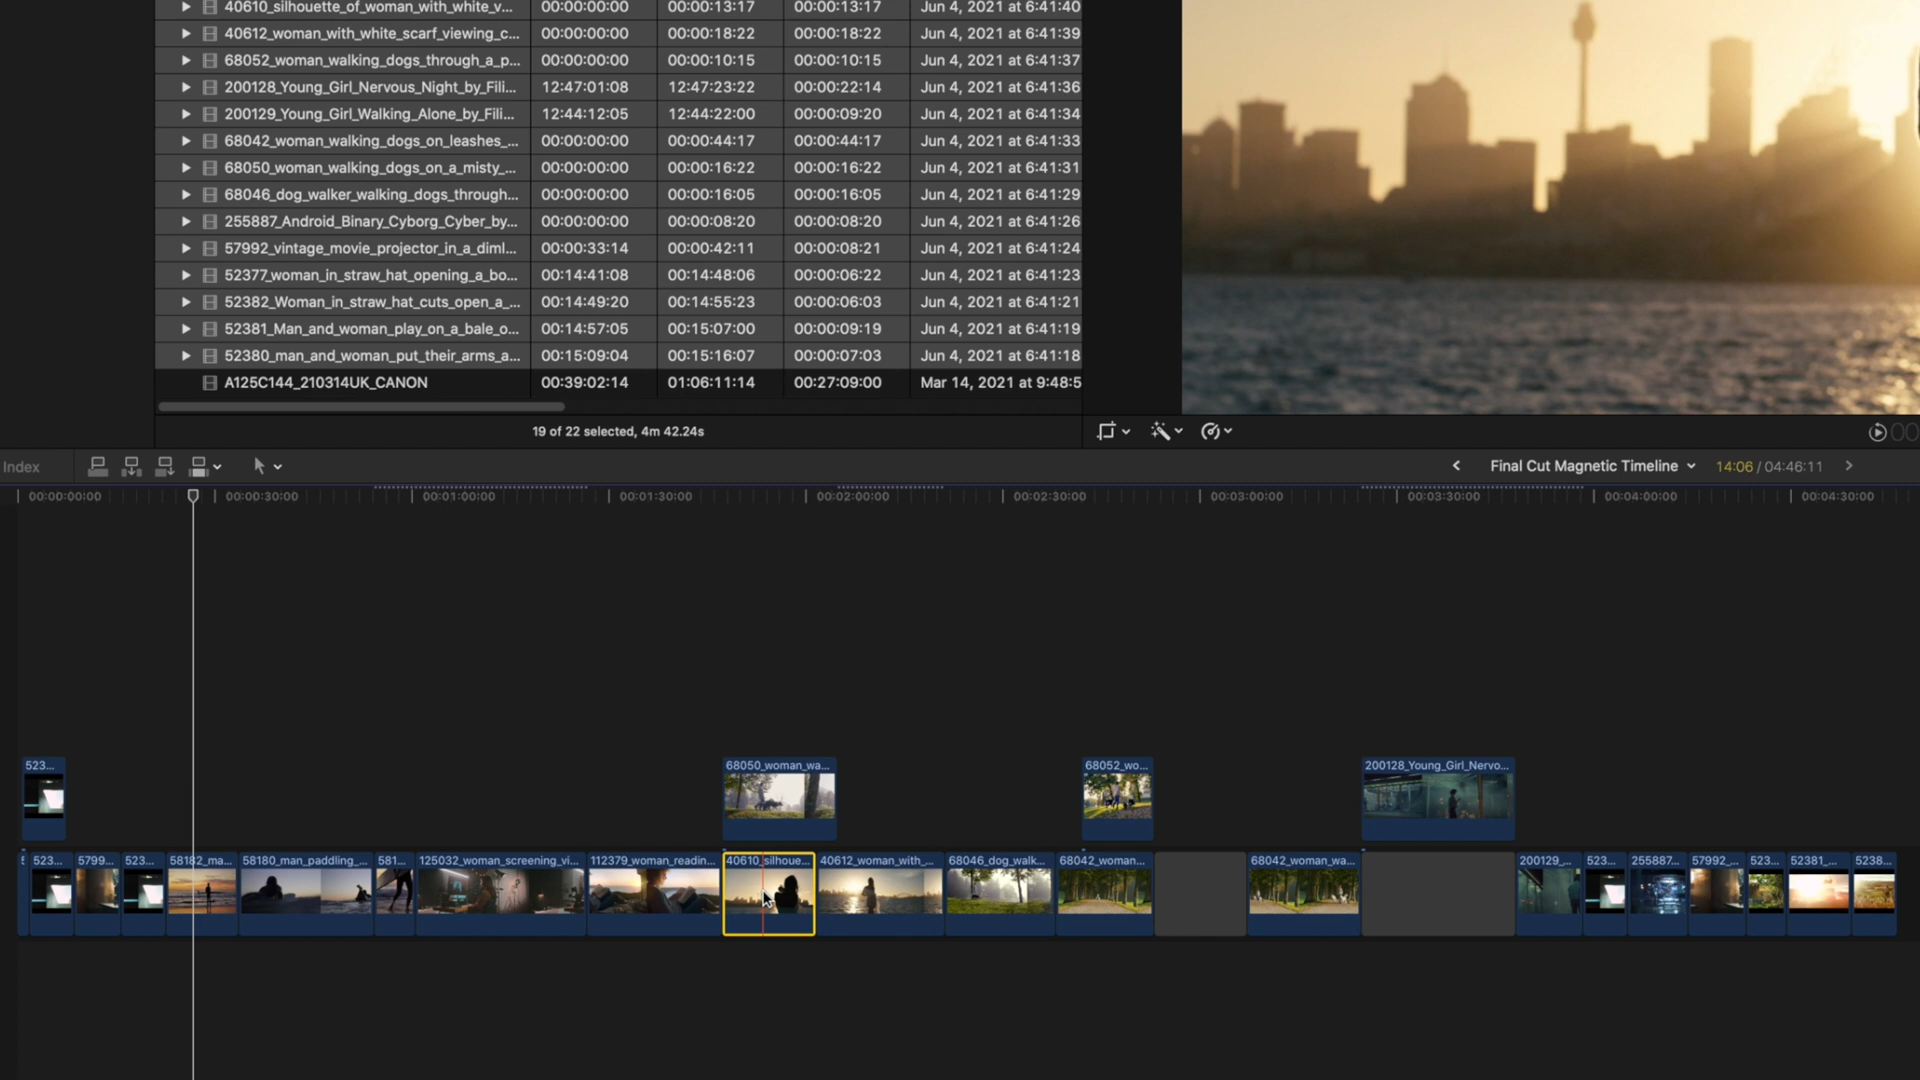 40610_silhouette_of_woman_with_white_v... 00:00:00:00 00:00:13:17 00:00:13:17 Jun 4, 2021 at 6:41:40
40612_woman_with_white_scarf_viewing_c... 00:00:00:00 00:00:18:22 00:00:18:22 Jun 4, 2021 at 6:41:39
68052_woman_walking_dogs_through_a_p... 00:00:00:00 00:00:10:15 00:00:10:15 Jun 4, 2021 at 6:41:37
200128_Young_Girl_Nervous_Night_by_Fili... 12:47:01:08 12:47:23:22 00:00:22:14 Jun 4, 2021 at 6:41:36
200129_Young_Girl_Walking_Alone_by_Fili... 12:44:12:05 12:44:22:00 00:00:09:20 Jun 4, 2021 at 6:41:34
68042_woman_walking_dogs_on_leashes_... 00:00:00:00 00:00:44:17 00:00:44:17 Jun 4, 2021 at 6:41:33
68050_woman_walking_dogs_on_a_misty_... 00:00:00:00 00:00:16:22 00:00:16:22 Jun 4, 2021 at 6:41:31
68046_dog_walker_walking_dogs_through... 00:00:00:00 00:00:16:05 00:00:16:05 Jun 4, 2021 at 6:41:29
255887_Android_Binary_Cyborg_Cyber_by... 00:00:00:00 00:00:08:20 00:00:08:20 Jun 4, 2021 at 6:41:26
57992_vintage_movie_projector_in_a_diml... 00:00:33:14 00:00:42:11 00:00:08:21 Jun 4, 2021 at 6:41:24
52377_woman_in_straw_hat_opening_a_bo... 00:14:41:08 00:14:48:06 00:00:06:22 Jun 4, 2021 at 6:41:23
52382_Woman_in_straw_hat_cuts_open_a_... 00:14:49:20 00:14:55:23 00:00:06:03 Jun 4, 2021 at 6:41:21
52381_Man_and_woman_play_on_a_bale_o... 00:14:57:05 00:15:07:00 00:00:09:19 Jun 4, 2021 at 6:41:19
52380_man_and_woman_put_their_arms_a... 00:15:09:04 00:15:16:07 00:00:07:03 Jun 4, 2021 at 6:41:18
A125C144_210314UK_CANON 00:39:02:14 01:06:11:14 00:27:09:00 Mar 14, 2021 at 9:48:5
19 of 22 selected, 4m 42.24s
00
Index
Final Cut Magnetic Timeline 14:06 / 04:46:11
00:00:00:00 00:00:30:00 00:01:00:00 00:01:30:00 00:02:00:00 00:02:30:00 00:03:00:00 00:03:30:00 00:04:00:00 00:04:30:00
523... 68050_woman_wa... 68052_wo... 200128_Young_Girl_Nervo...
523... 5799... 523... 58182_ma... 58180_man_paddling_... 581... 125032_woman_screening_vi... 112379_woman_readin... 40610_silhoue... 40612_woman_with_... 68046_dog_walk... 68042_woman... 68042_woman_wa... 200129_... 523... 255887... 57992_... 523... 52381_... 5238...